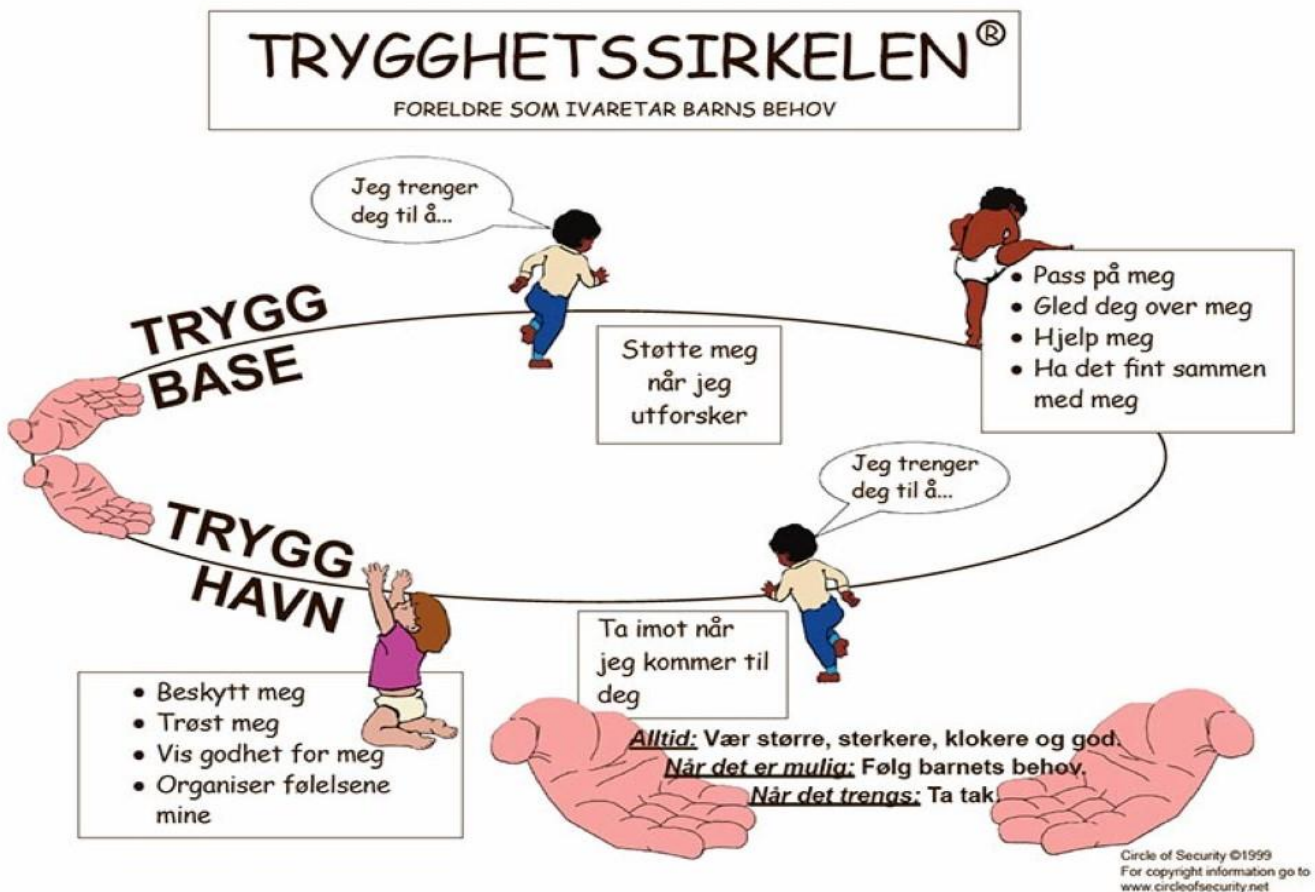 TRYGGHETSSIRKELEN®
FORELDRE SOM IVARETAR BARNS BEHOV
Jeg trenger
deg til å...
TRYGG
BASE
Støtte meg
når jeg
utforsker
• Pass på meg
• Gled deg over meg
• Hjelp meg
• Ha det fint sammen
med meg
Jeg trenger
deg til å...
TRYGG
HAVN
Ta imot når
jeg kommer til
deg
• Beskytt meg
• Trøst meg
• Vis godhet for meg
• Organiser følelsene
mine
Alltid: Vær større, sterkere, klokere og god.
Når det er mulig: Følg barnets behov.
Når det trengs: Ta tak.
Circle of Security ©1999
For copyright information go to
www.circleofsecurity.net